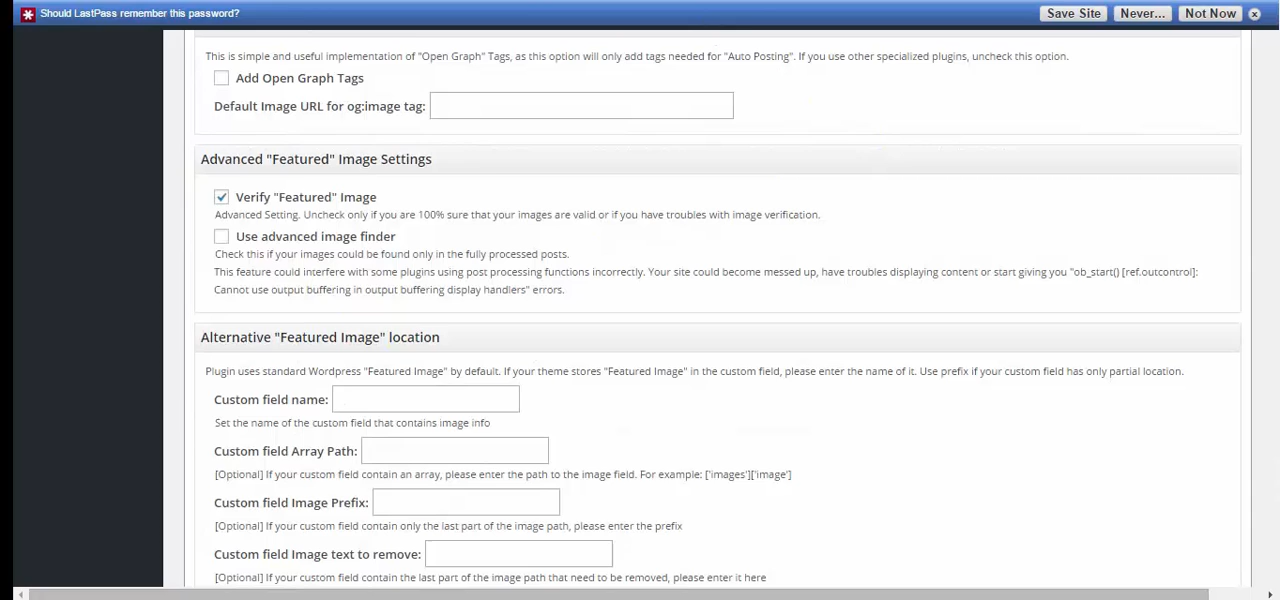 Should LastPass remember this password?
Save Site
Never...
Not Now
This is simple and useful implementation of "Open Graph" Tags, as this option will only add tags needed for "Auto Posting". If you use other specialized plugins, uncheck this option.
Add Open Graph Tags
Default Image URL for og:image tag:
Advanced "Featured" Image Settings
Verify "Featured" Image
Advanced Setting. Uncheck only if you are 100% sure that your images are valid or if you have troubles with image verification.
Use advanced image finder
Check this if your images could be found only in the fully processed posts.
This feature could interfere with some plugins using post processing functions incorrectly. Your site could become messed up, have troubles displaying content or start giving you "ob_start() [ref.outcontrol]:
Cannot use output buffering in output buffering display handlers" errors.
Alternative "Featured Image" location
Plugin uses standard Wordpress "Featured Image" by default. If your theme stores "Featured Image" in the custom field, please enter the name of it. Use prefix if your custom field has only partial location.
Custom field name:
Set the name of the custom field that contains image info
Custom field Array Path:
[Optional] If your custom field contain an array, please enter the path to the image field. For example: ['images']['image']
Custom field Image Prefix:
[Optional] If your custom field contain only the last part of the image path, please enter the prefix
Custom field Image text to remove:
[Optional] If your custom field contain the last part of the image path that need to be removed, please enter it here